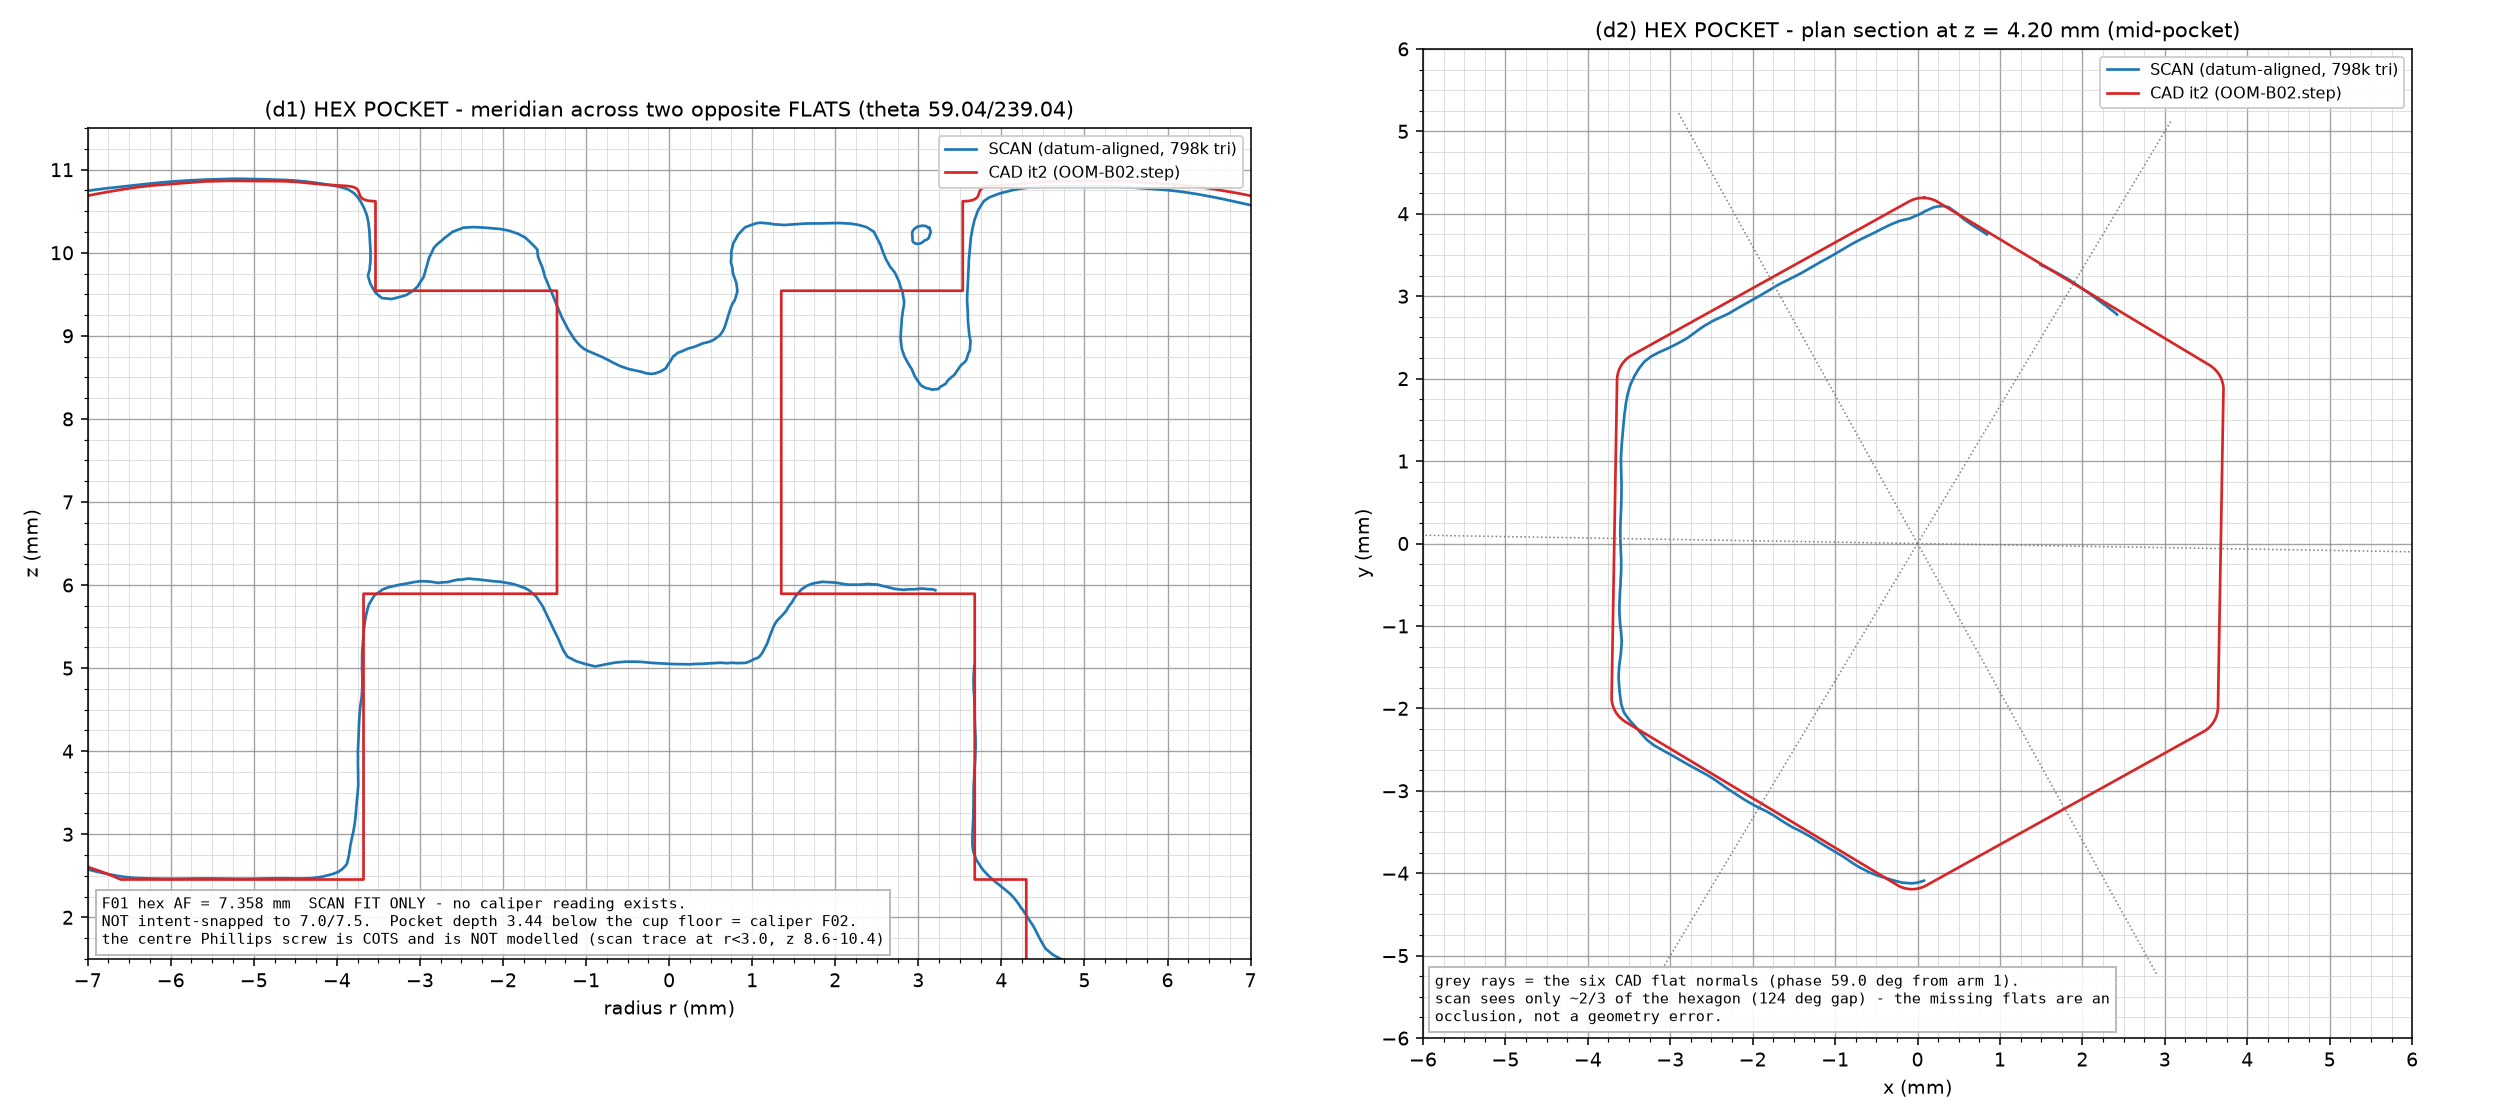 (d1) HEX POCKET - meridian across two opposite FLATS (theta 59.04/239.04)
SCAN (datum-aligned, 798k tri)
CAD it2 (OOM-B02.step)
11
10
9
8
7
6
5
4
3
2
z (mm)
F01 hex AF = 7.358 mm  SCAN FIT ONLY - no caliper reading exists.
NOT intent-snapped to 7.0/7.5.  Pocket depth 3.44 below the cup floor = caliper F02.
the centre Phillips screw is COTS and is NOT modelled (scan trace at r<3.0, z 8.6-10.4)
−7 −6 −5 −4 −3 −2 −1 0 1 2 3 4 5 6 7
radius r (mm)
(d2) HEX POCKET - plan section at z = 4.20 mm (mid-pocket)
SCAN (datum-aligned, 798k tri)
CAD it2 (OOM-B02.step)
6
5
4
3
2
1
0
−1
−2
−3
−4
−5
−6
y (mm)
grey rays = the six CAD flat normals (phase 59.0 deg from arm 1).
scan sees only ~2/3 of the hexagon (124 deg gap) - the missing flats are an
occlusion, not a geometry error.
−6 −5 −4 −3 −2 −1 0 1 2 3 4 5 6
x (mm)